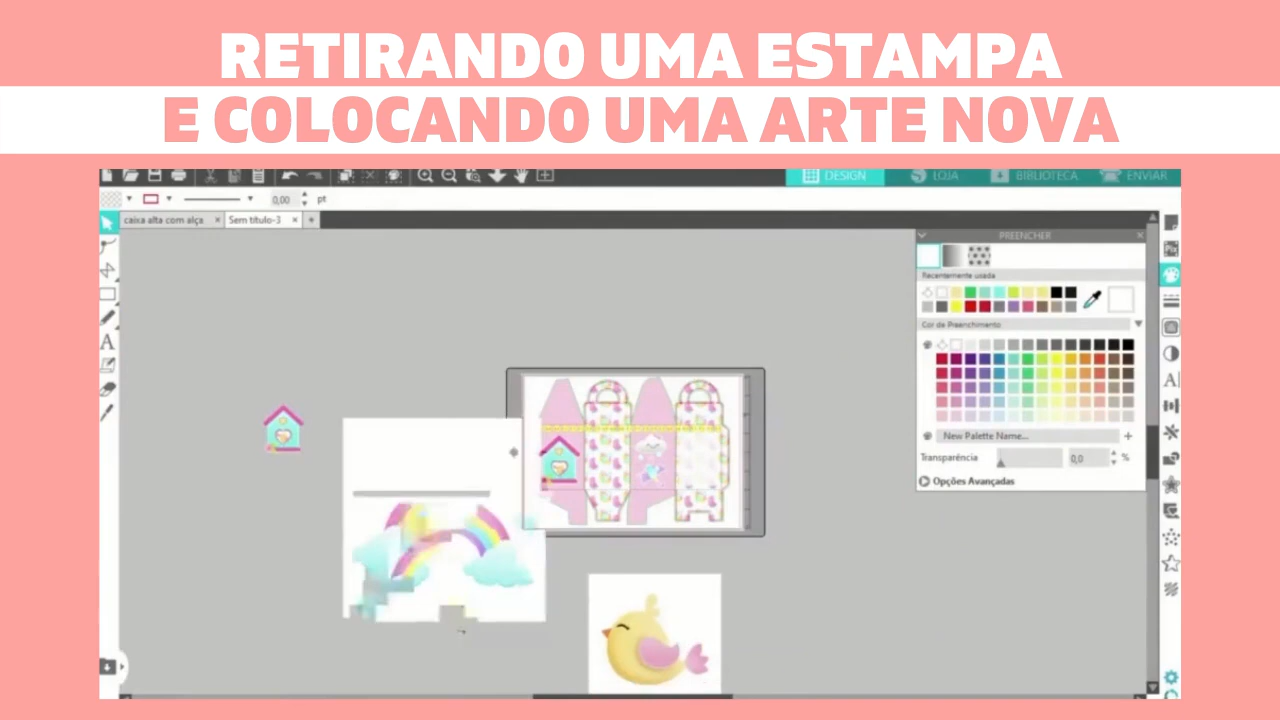 RETIRANDO UMA ESTAMPA
E COLOCANDO UMA ARTE NOVA
DESIGN
LOJA
BIBLIOTECA
ENVIAR
0,00
pt
caixa alta com alça
Sem título-3
PREENCHER
Pix
Recentemente usada
Cor de Preenchimento
A
A
New Palette Name...
Transparência
0,0
%
Opções Avançadas